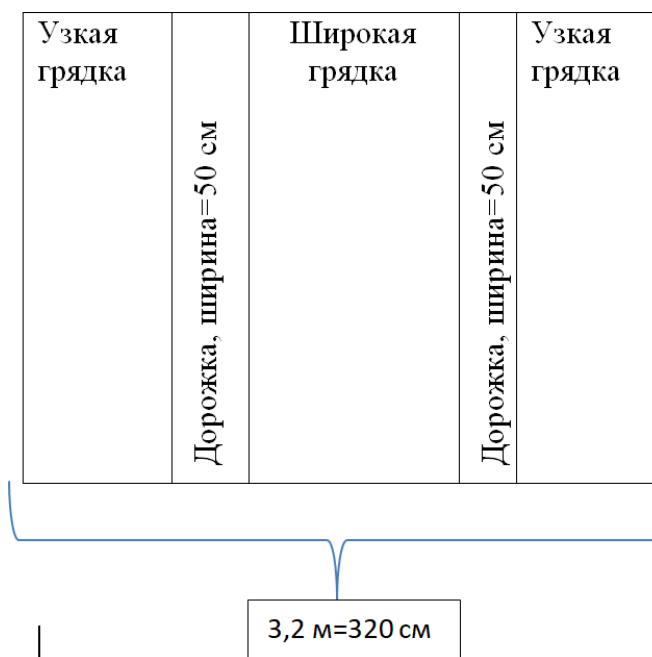 Узкая
грядка
Дорожка, ширина=50 см
Широкая
грядка
Дорожка, ширина=50 см
Узкая
грядка
3,2 м=320 см